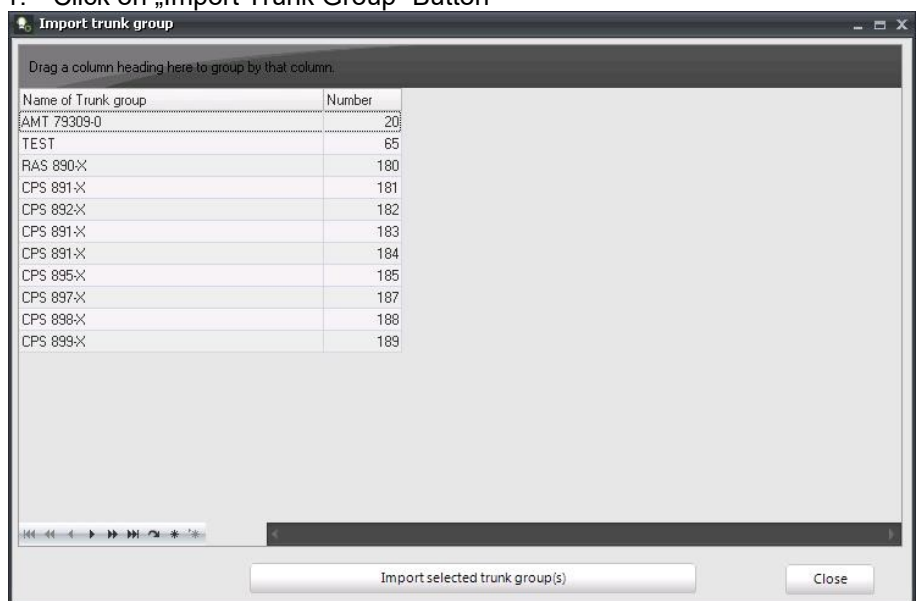 1. Click on „Import Trunk Group" Button
Import trunk group
Drag a column heading here to group by that column.
Name of Trunk group Number
AMT 79309-0 20
TEST 65
RAS 890-X 180
CPS 891-X 181
CPS 892-X 182
CPS 891-X 183
CPS 891-X 184
CPS 895-X 185
CPS 897-X 187
CPS 898-X 188
CPS 899-X 189
Import selected trunk group(s) Close